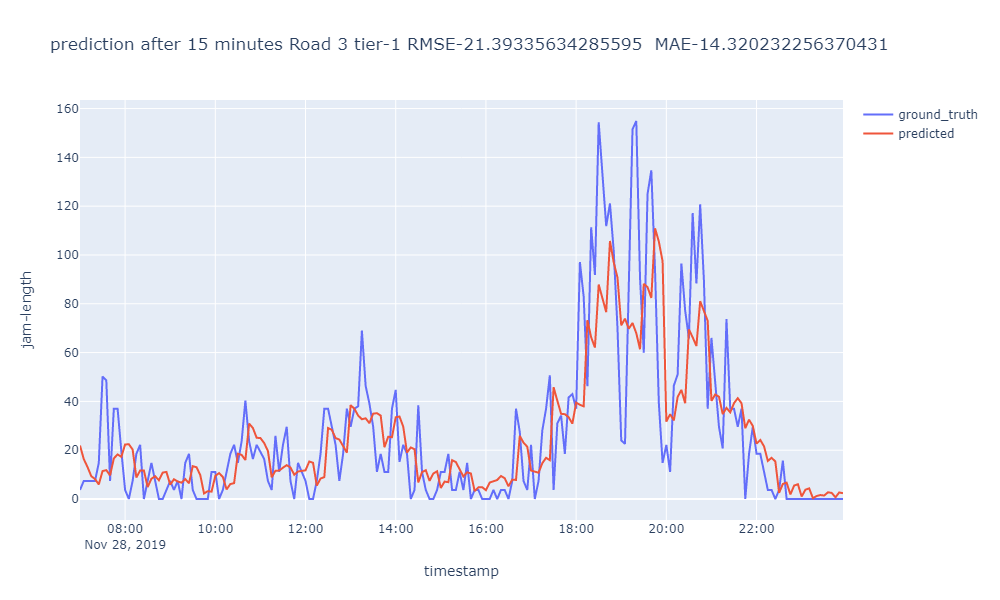 prediction after 15 minutes Road 3 tier-1 RMSE-21.39335634285595  MAE-14.320232256370431
ground_truth
predicted
jam-length
160
140
120
100
80
60
40
20
0
08:00 10:00 12:00 14:00 16:00 18:00 20:00 22:00
Nov 28, 2019
timestamp